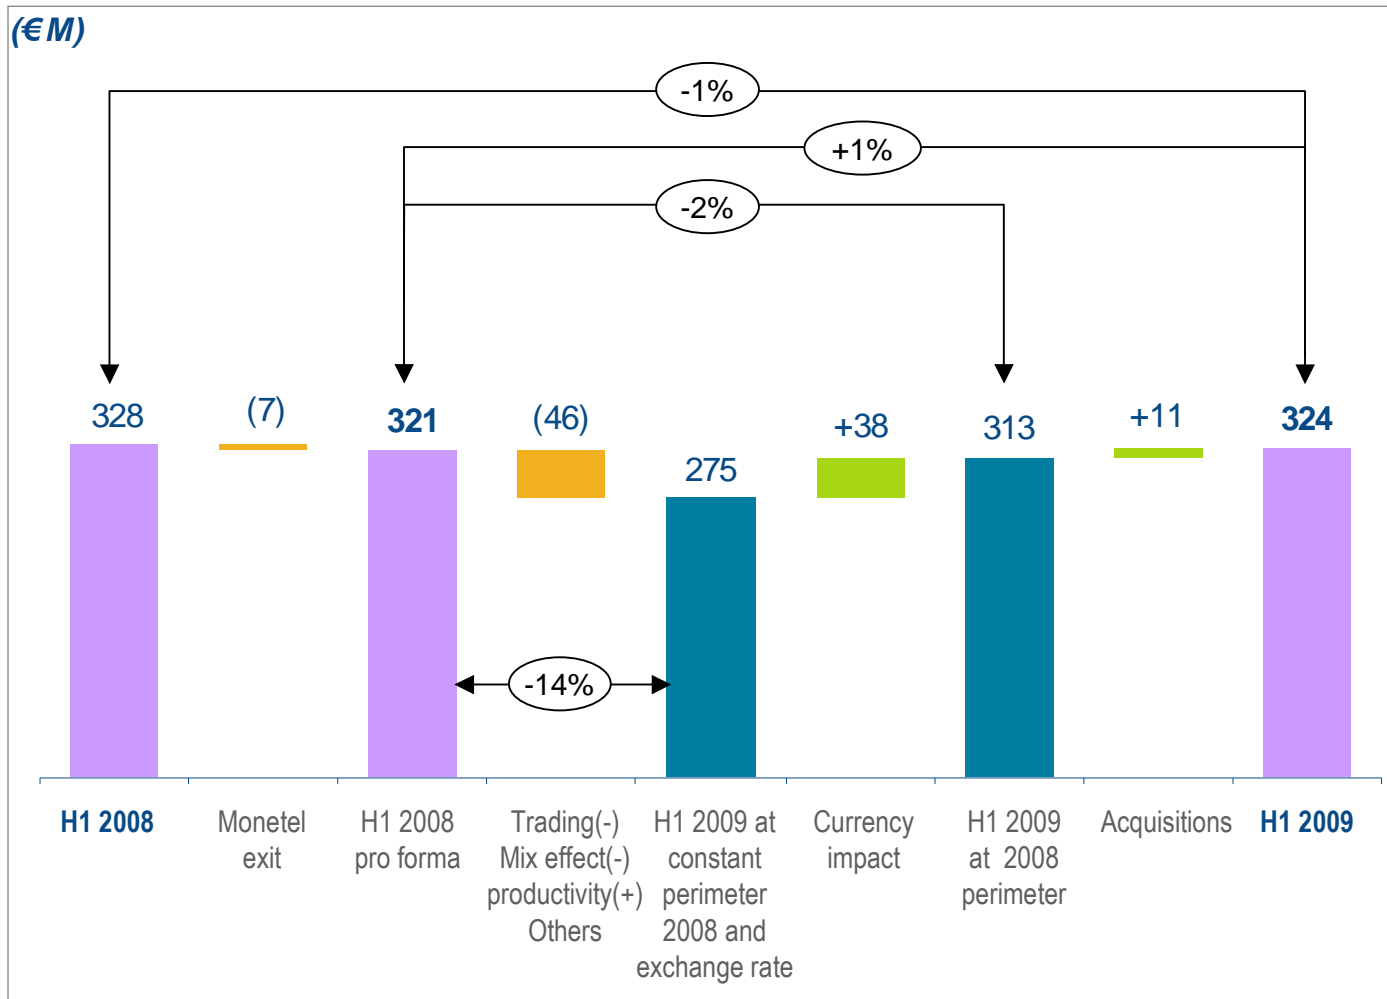 (€ M)
-1%
+1%
-2%
328
(7)
321
(46)
275
+38
313
+11
324
-14%
H1 2008
Monetel
exit
H1 2008
pro forma
Trading(-)
Mix effect(-)
productivity(+)
Others
H1 2009 at
constant
perimeter
2008 and
exchange rate
Currency
impact
H1 2009
at 2008
perimeter
Acquisitions
H1 2009